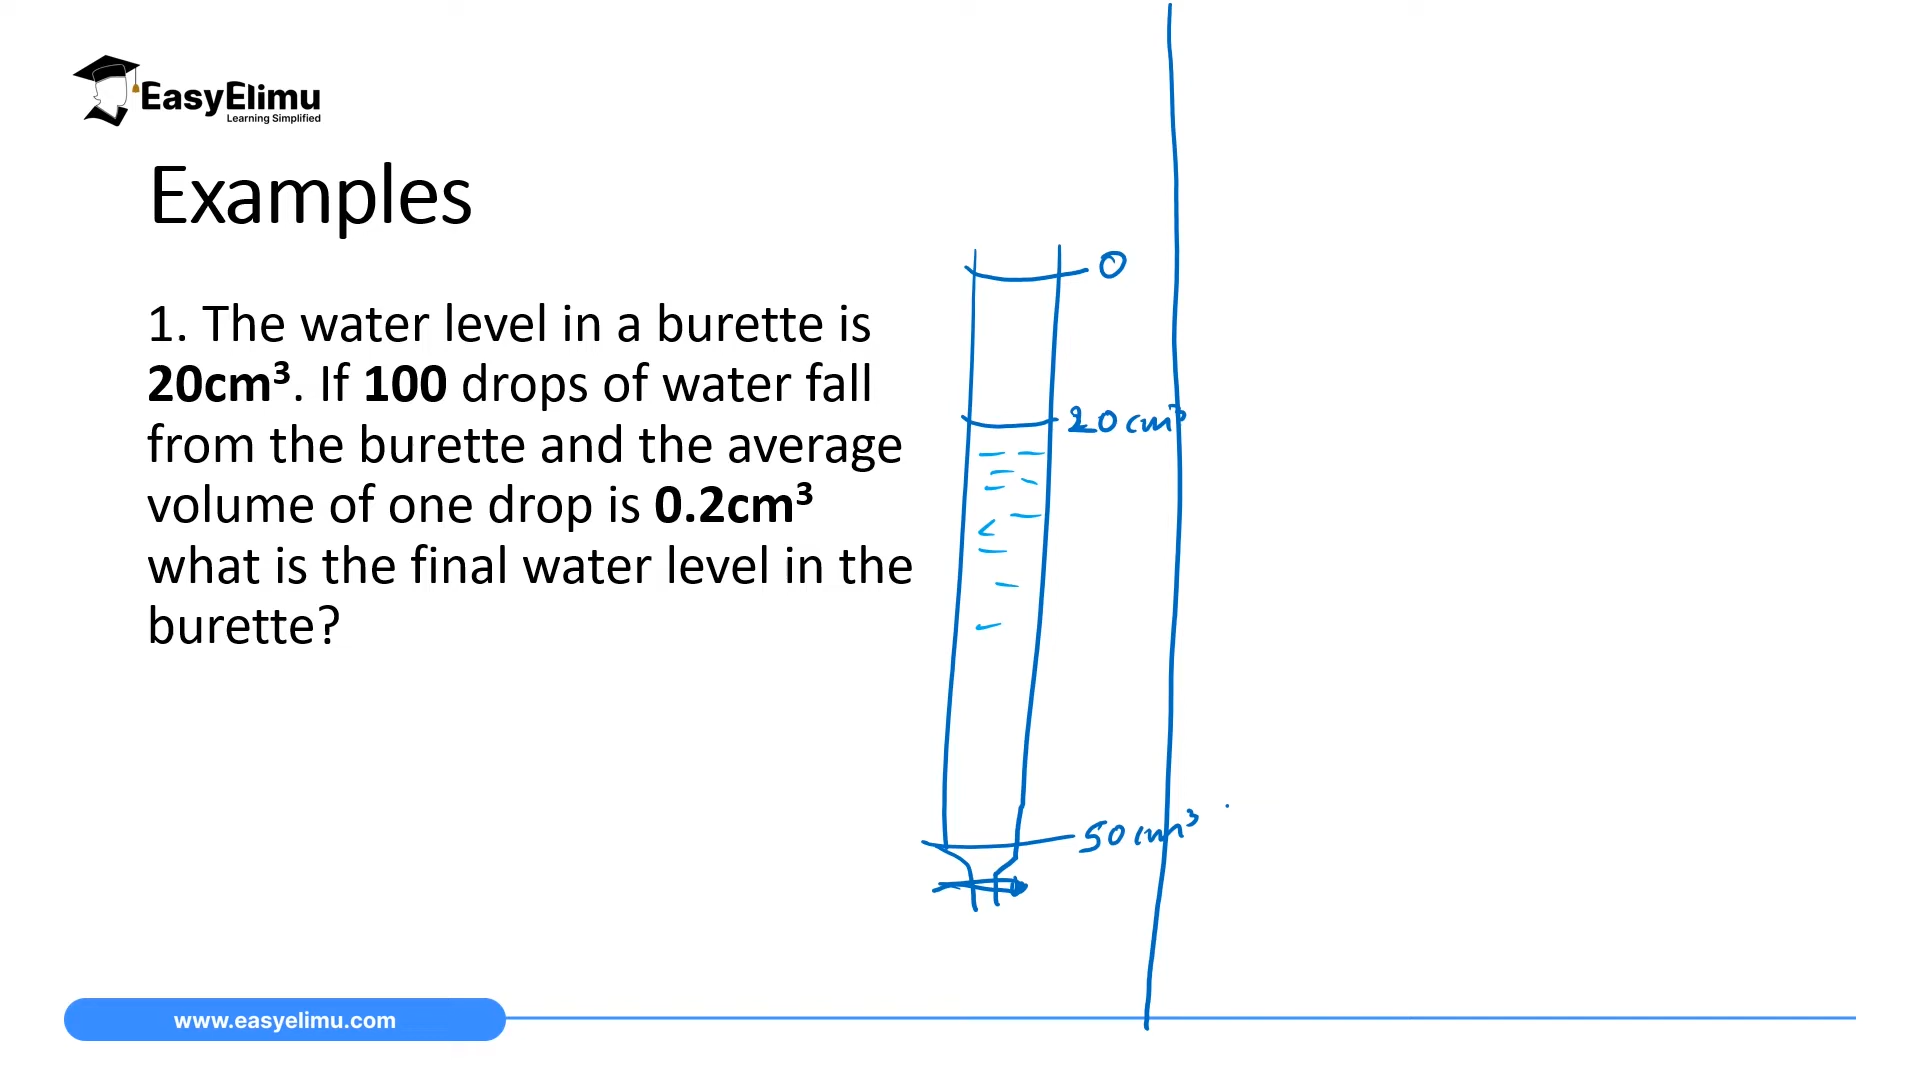 EasyElimu
Learning Simplified
Examples
0
1. The water level in a burette is
20cm³. If 100 drops of water fall
20 cm³
from the burette and the average
volume of one drop is 0.2cm³
what is the final water level in the
burette?
50 cm³
www.easyelimu.com